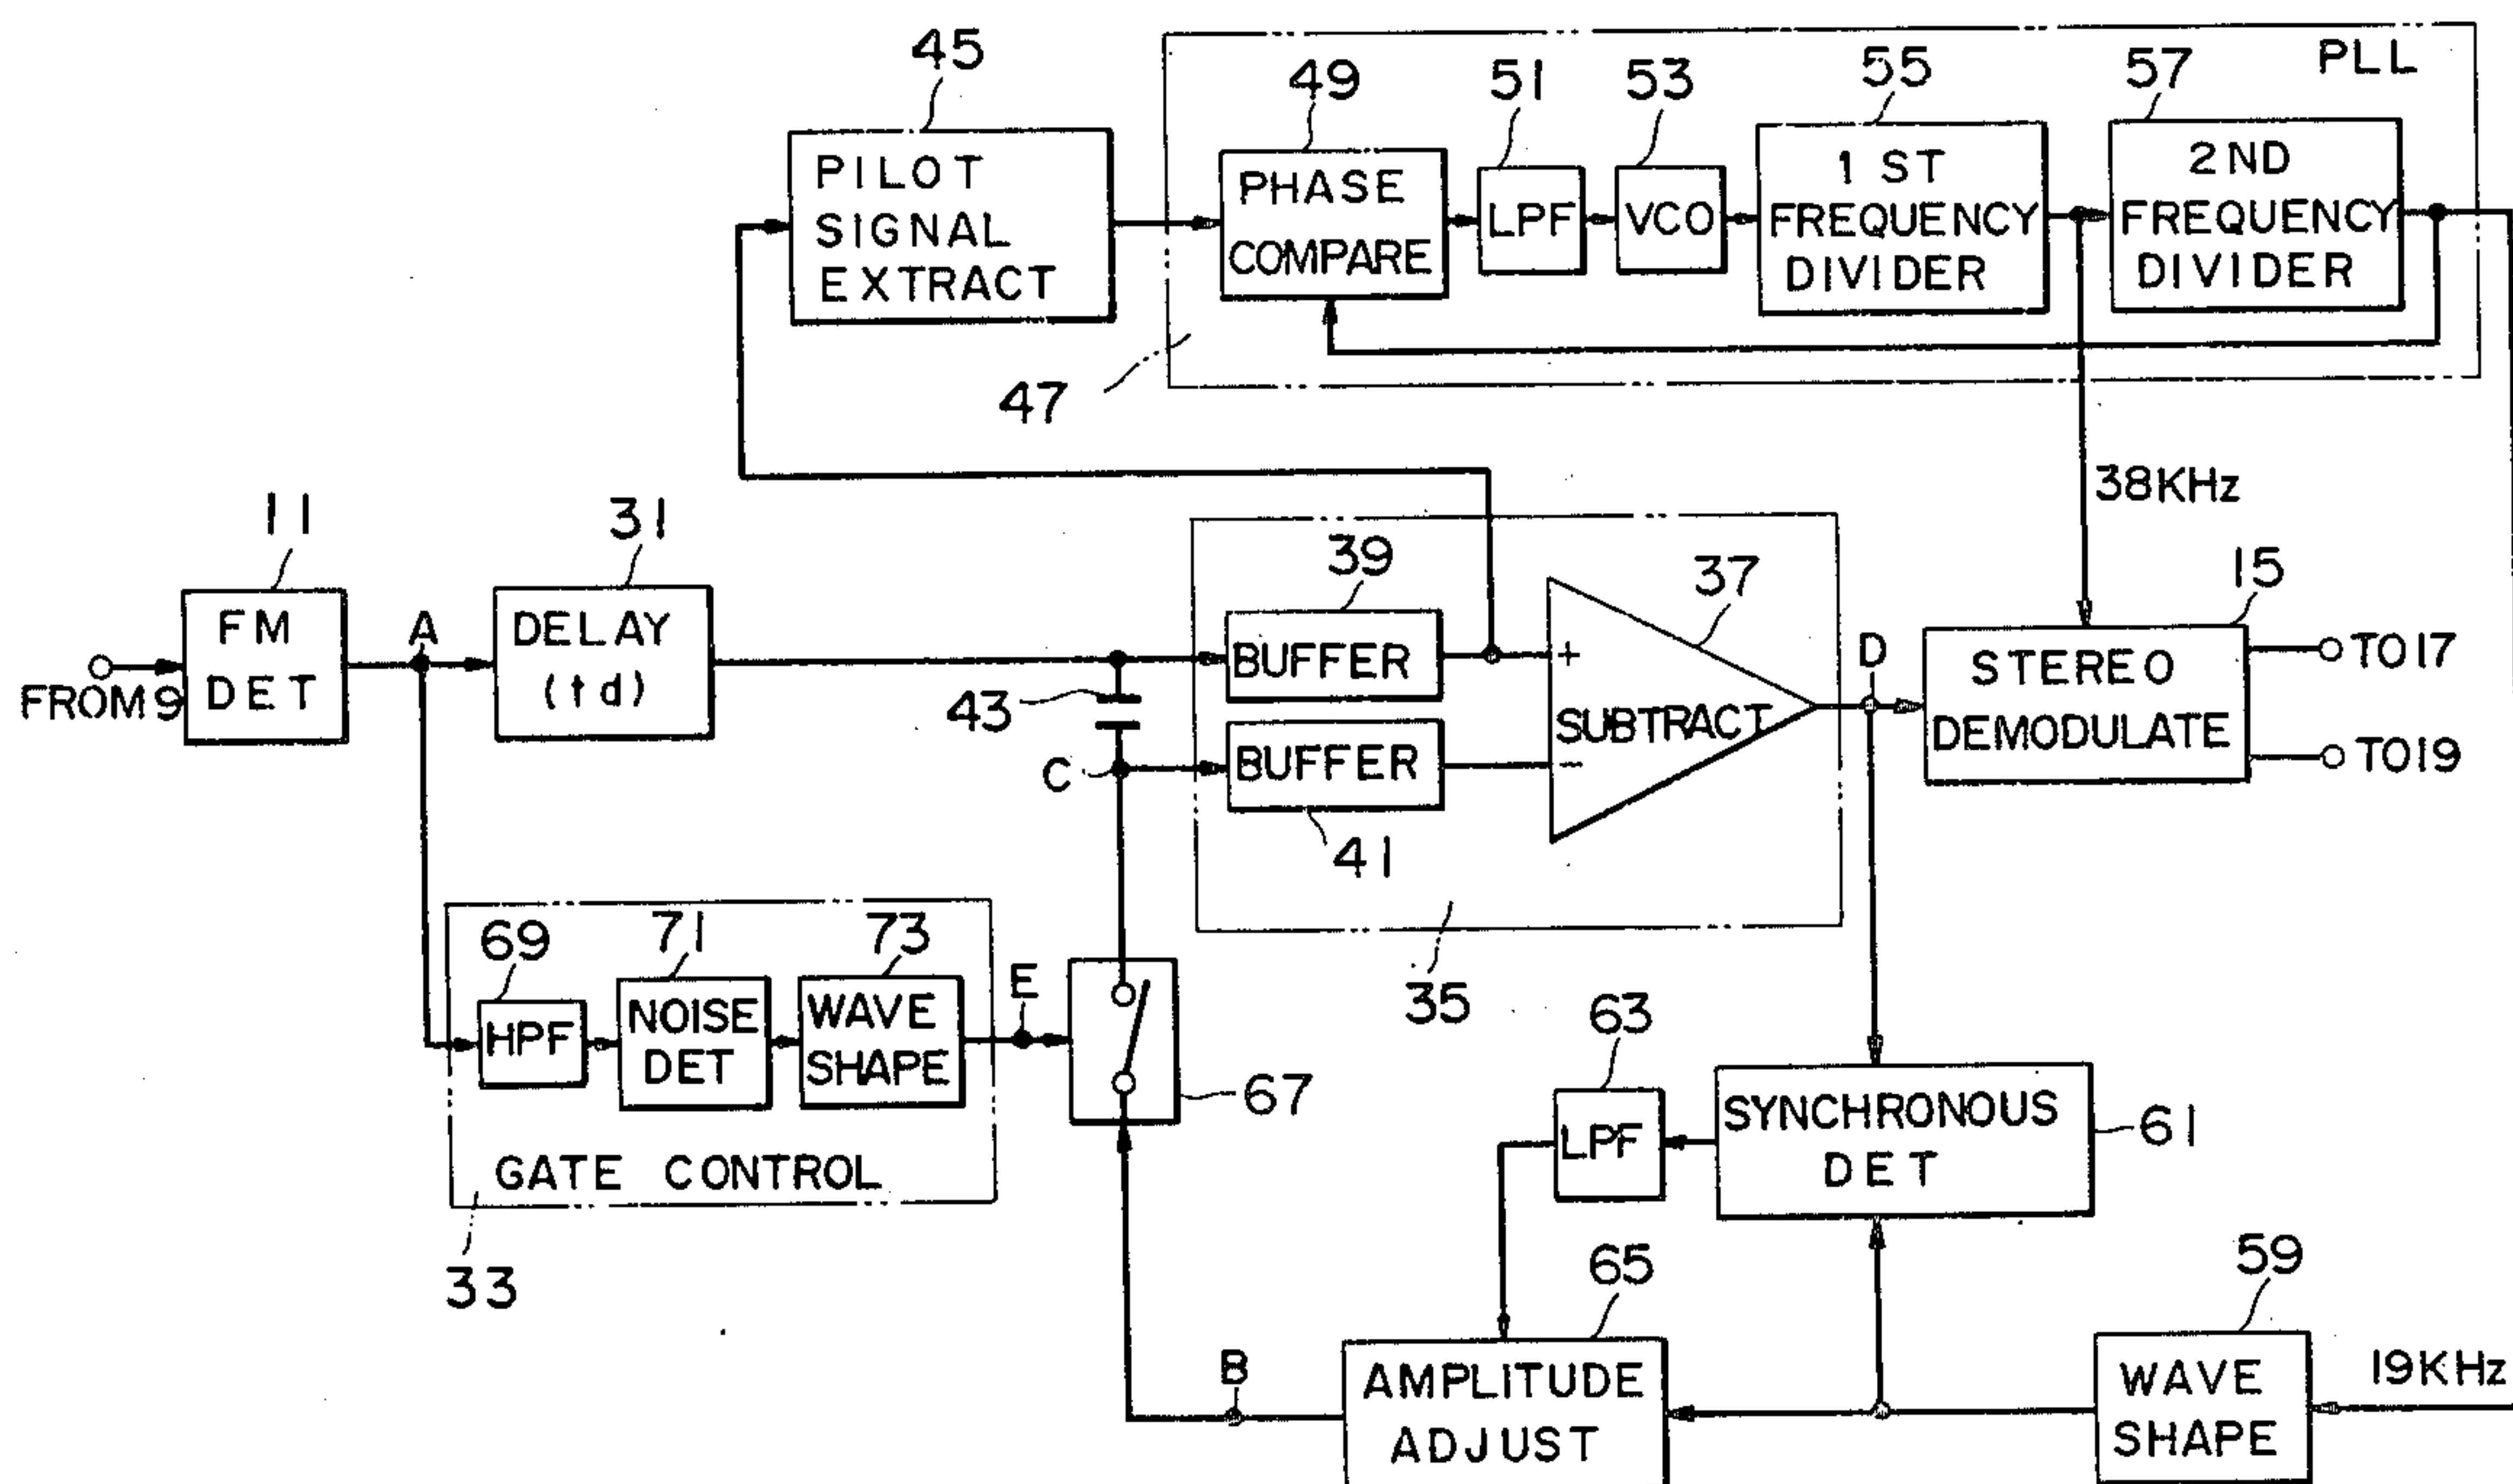 45
49
51
53
55
57
PLL
PILOT
SIGNAL
EXTRACT
PHASE
COMPARE
LPF
VCO
1 ST
FREQUENCY
DIVIDER
2ND
FREQUENCY
DIVIDER
47
38KHz
11
31
39
37
15
FM
DET
A
DELAY
(td)
BUFFER
+
D
STEREO
DEMODULATE
TO17
FROM 9
43
SUBTRACT
C
BUFFER
−
TO19
41
69
71
73
E
35
63
HPF
NOISE
DET
WAVE
SHAPE
67
LPF
SYNCHRONOUS
DET
61
GATE CONTROL
33
65
59
B
AMPLITUDE
ADJUST
WAVE
SHAPE
19KHz